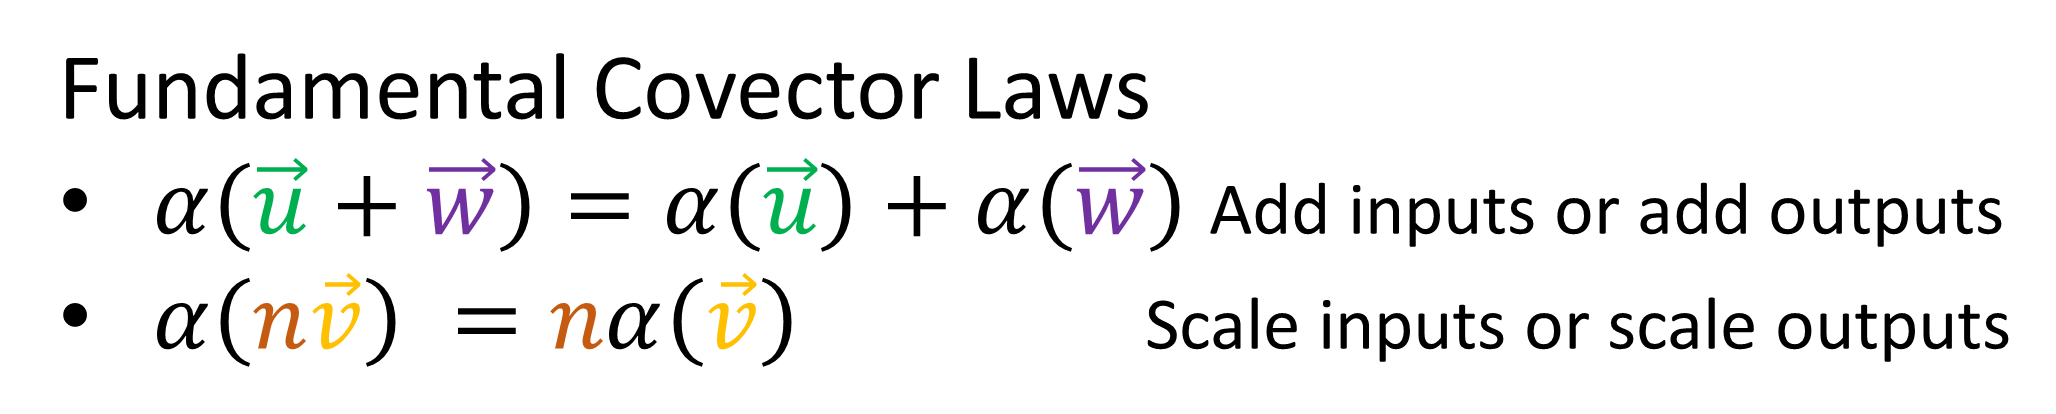 Fundamental Covector Laws
• α(u⃗ + w⃗) = α(u⃗) + α(w⃗) Add inputs or add outputs
• α(nv⃗) = nα(v⃗) Scale inputs or scale outputs